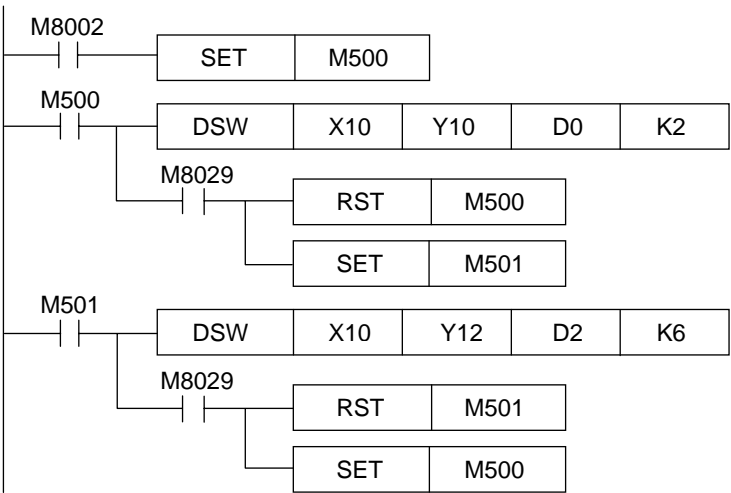 M8002
SET M500
M500
DSW X10 Y10 D0 K2
M8029
RST M500
SET M501
M501
DSW X10 Y12 D2 K6
M8029
RST M501
SET M500